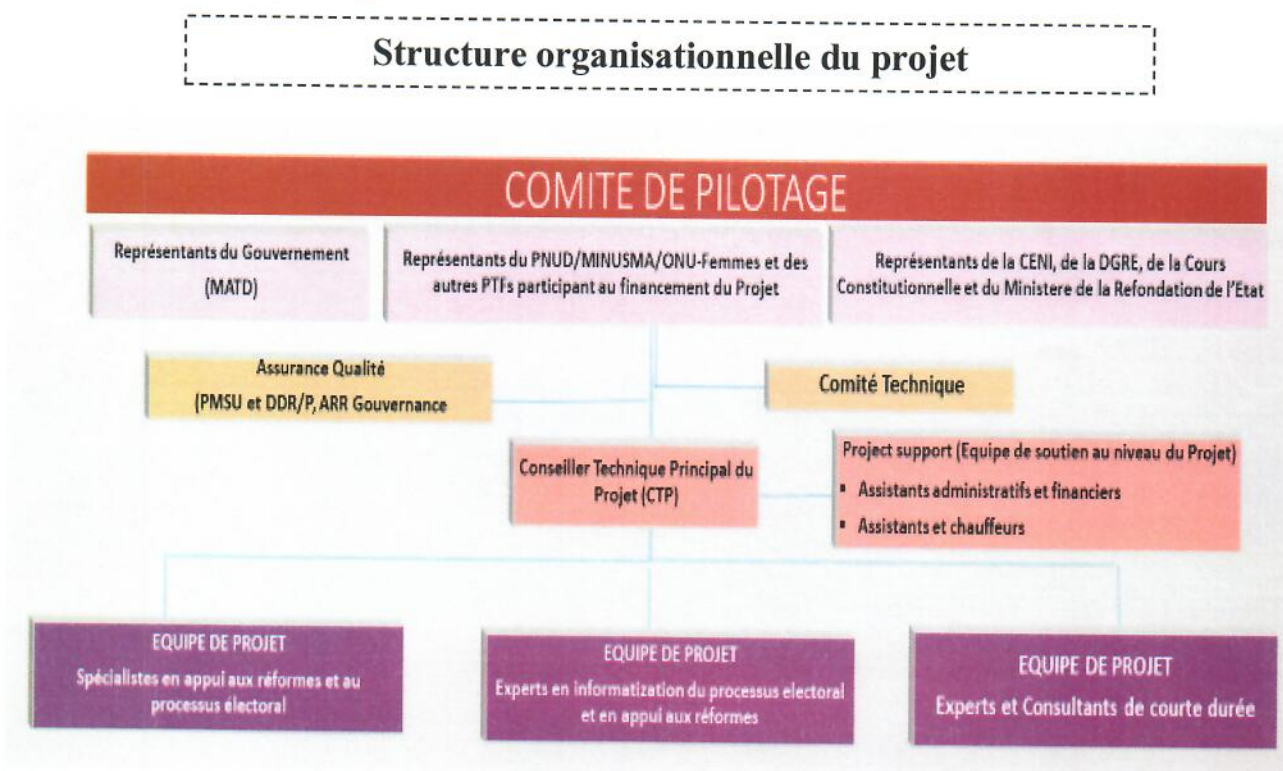 Structure organisationnelle du projet
COMITE DE PILOTAGE
Représentants du Gouvernement
(MATD)
Représentants du PNUD/MINUSMA/ONU-Femmes et des
autres PTFs participant au financement du Projet
Représentants de la CENI, de la DGRE, de la Cours
Constitutionnelle et du Ministere de la Refondation de l'Etat
Assurance Qualité
(PMSU et DDR/P, ARR Gouvernance
Comité Technique
Conseiller Technique Principal du
Projet (CTP)
Project support (Equipe de soutien au niveau du Projet)
▪ Assistants administratifs et financiers
▪ Assistants et chauffeurs
EQUIPE DE PROJET
Spécialistes en appui aux réformes et au
processus électoral
EQUIPE DE PROJET
Experts en informatization du processus electoral
et en appui aux réformes
EQUIPE DE PROJET
Experts et Consultants de courte durée